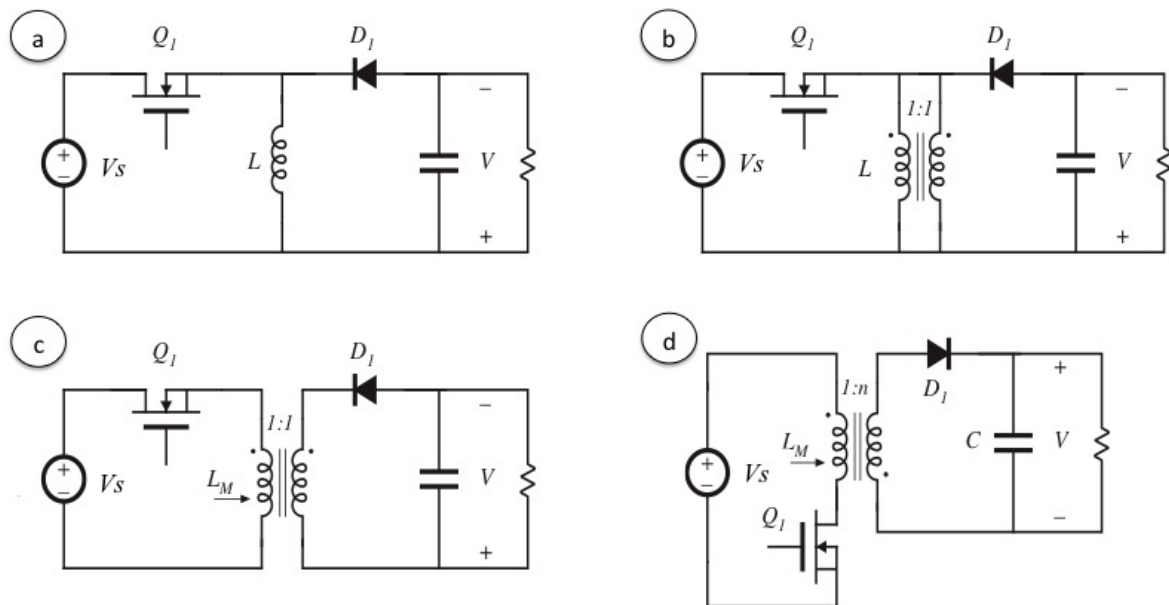 a
Q1
D1
+
−
Vs
L
−
V
+
b
Q1
D1
1:1
+
−
Vs
L
−
V
+
c
Q1
D1
1:1
+
−
Vs
LM
−
V
+
d
1:n
D1
+
−
Vs
LM
C
+
V
−
Q1